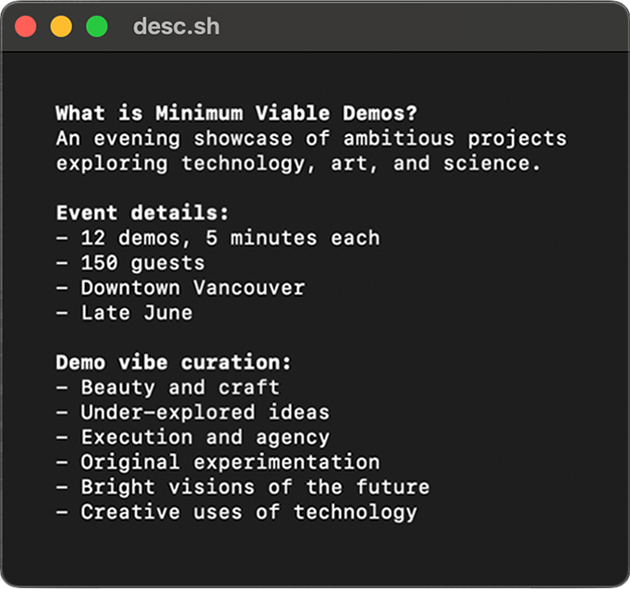 desc.sh
What is Minimum Viable Demos?
An evening showcase of ambitious projects
exploring technology, art, and science.
Event details:
- 12 demos, 5 minutes each
- 150 guests
- Downtown Vancouver
- Late June
Demo vibe curation:
- Beauty and craft
- Under-explored ideas
- Execution and agency
- Original experimentation
- Bright visions of the future
- Creative uses of technology